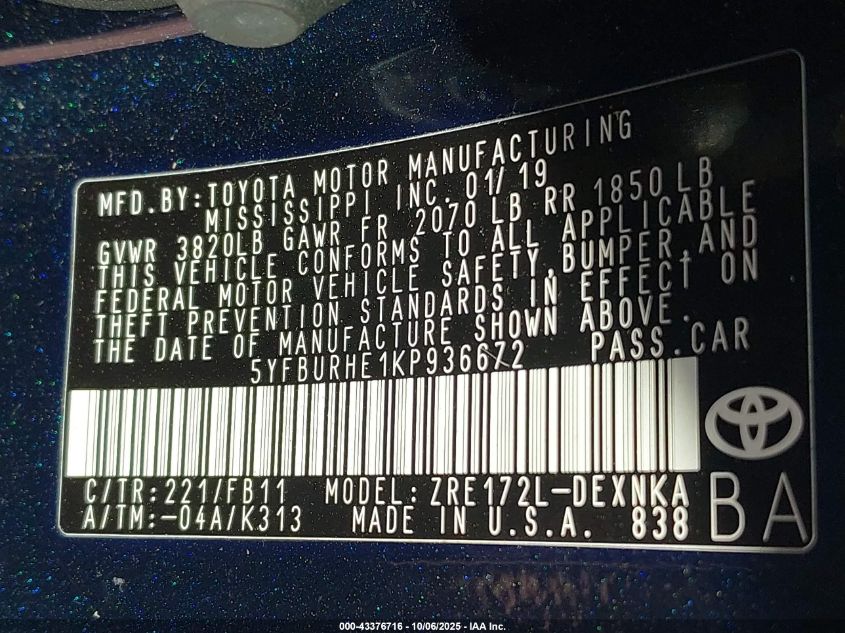 MFD.BY:TOYOTA MOTOR MANUFACTURING
MISSISSIPPI INC. 01/19
GVWR 3820LB GAWR FR 2070 LB RR 1850 LB
THIS VEHICLE CONFORMS TO ALL APPLICABLE
FEDERAL MOTOR VEHICLE SAFETY,BUMPER,AND
THEFT PREVENTION STANDARDS IN EFFECT ON
THE DATE OF MANUFACTURE SHOWN ABOVE.
5YFBURHE1KP936672 PASS.CAR
C/TR:221/FB11 MODEL:ZRE172L-DEXNKA
A/TM:-04A/K313 MADE IN U.S.A. 838 BA
000-43376716 - 10/06/2025 - IAA Inc.